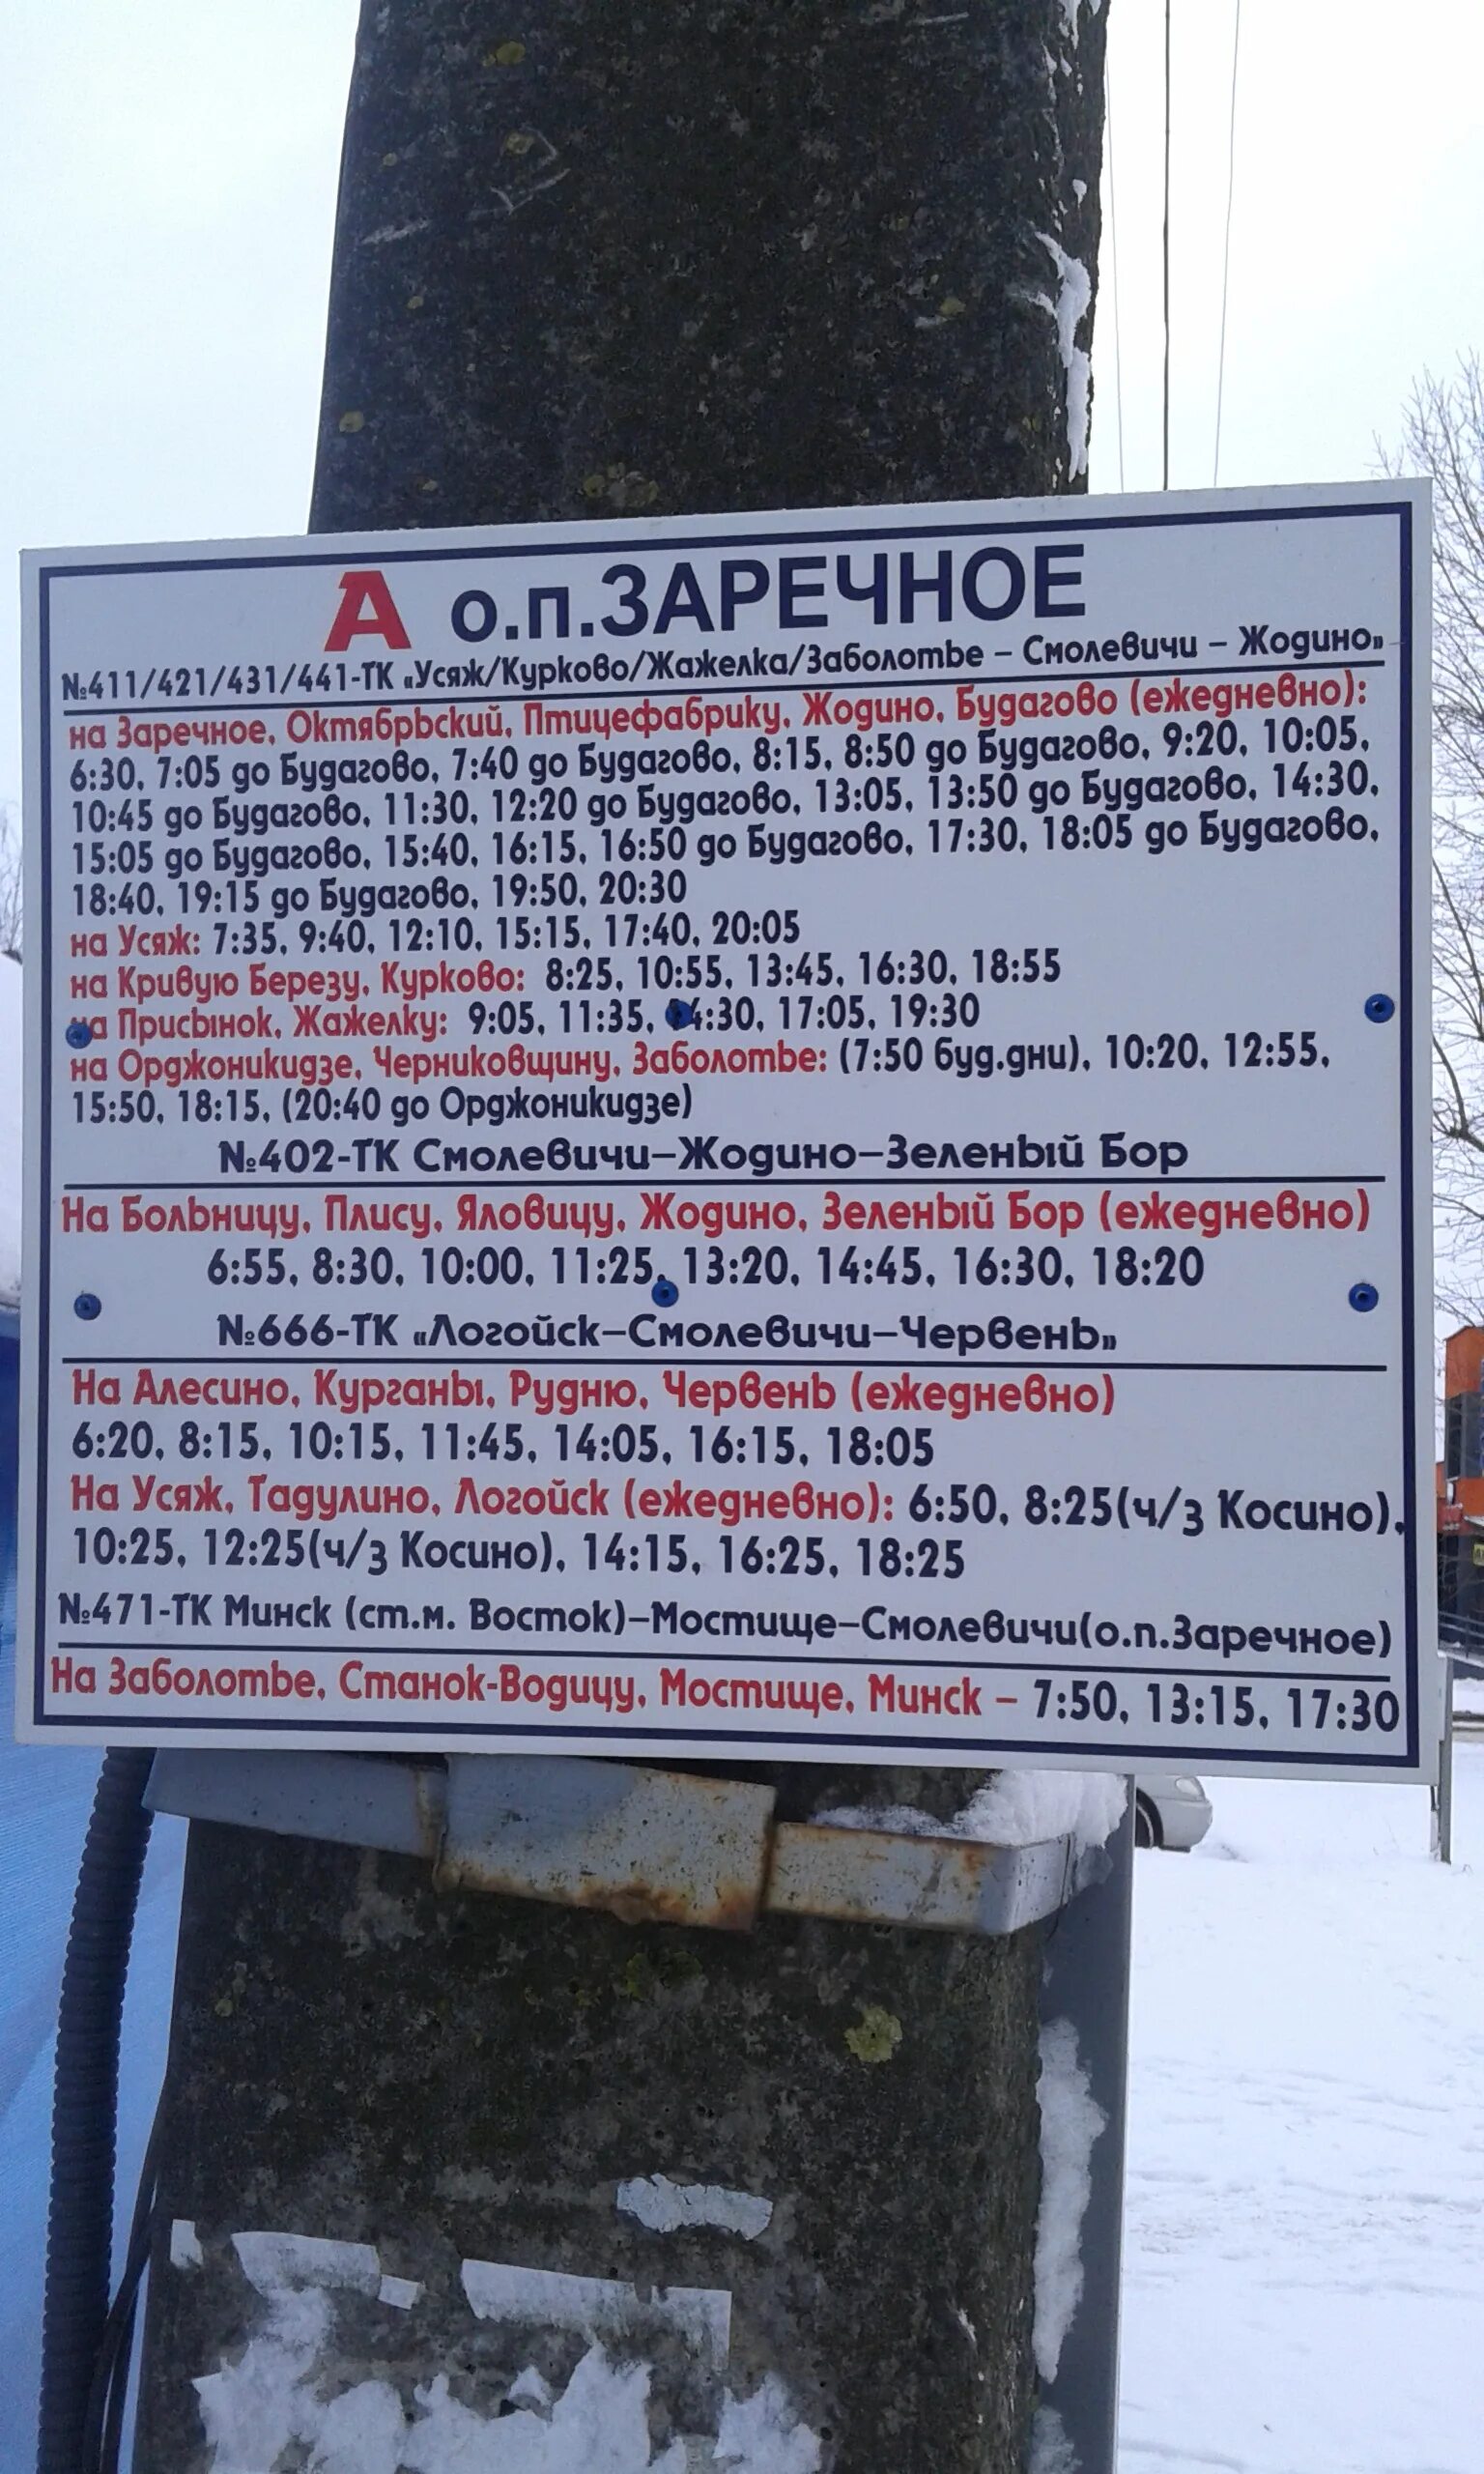 А о.п.ЗАРЕЧНОЕ
№411/421/431/441-ТК «Усяж/Курково/Жажелка/Заболотье – Смолевичи – Жодино»
на Заречное, Октябрьский, Птицефабрику, Жодино, Будагово (ежедневно):
6:30, 7:05 до Будагово, 7:40 до Будагово, 8:15, 8:50 до Будагово, 9:20, 10:05,
10:45 до Будагово, 11:30, 12:20 до Будагово, 13:05, 13:50 до Будагово, 14:30,
15:05 до Будагово, 15:40, 16:15, 16:50 до Будагово, 17:30, 18:05 до Будагово,
18:40, 19:15 до Будагово, 19:50, 20:30
на Усяж: 7:35, 9:40, 12:10, 15:15, 17:40, 20:05
на Кривую Березу, Курково: 8:25, 10:55, 13:45, 16:30, 18:55
на Присынок, Жажелку: 9:05, 11:35, 14:30, 17:05, 19:30
на Орджоникидзе, Черниковщину, Заболотье: (7:50 буд.дни), 10:20, 12:55,
15:50, 18:15, (20:40 до Орджоникидзе)
№402-ТК Смолевичи–Жодино–Зеленый Бор
На Больницу, Плису, Яловицу, Жодино, Зеленый Бор (ежедневно)
6:55, 8:30, 10:00, 11:25, 13:20, 14:45, 16:30, 18:20
№666-ТК «Логойск–Смолевичи–Червень»
На Алесино, Курганы, Рудню, Червень (ежедневно)
6:20, 8:15, 10:15, 11:45, 14:05, 16:15, 18:05
На Усяж, Тадулино, Логойск (ежедневно): 6:50, 8:25(ч/з Косино),
10:25, 12:25(ч/з Косино), 14:15, 16:25, 18:25
№471-ТК Минск (ст.м. Восток)–Мостище–Смолевичи(о.п.Заречное)
На Заболотье, Станок-Водицу, Мостище, Минск – 7:50, 13:15, 17:30